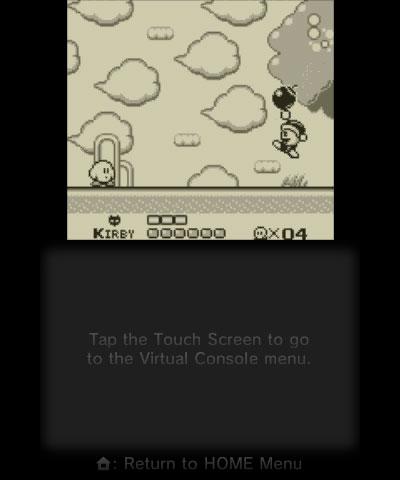 KIRBY
×04
Tap the Touch Screen to go
to the Virtual Console menu.
: Return to HOME Menu